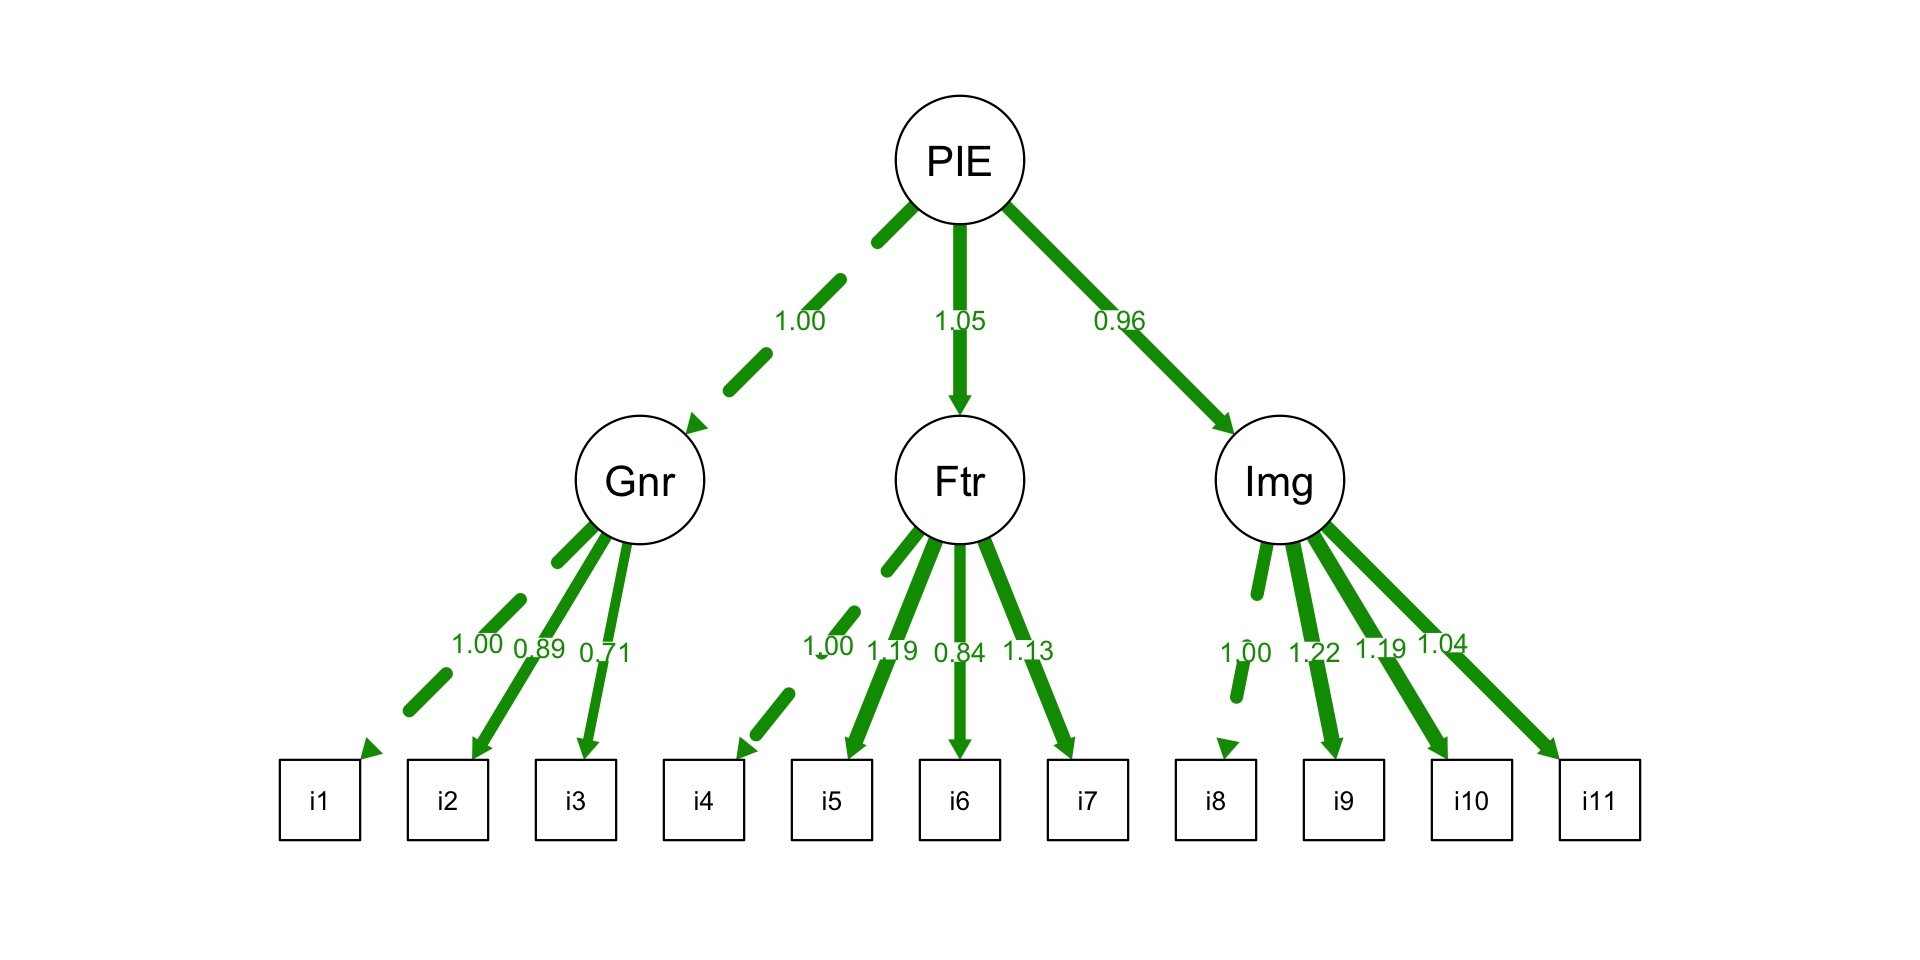 PIE
1.00 1.05 0.96
Gnr Ftr Img
1.00 0.89 0.71 1.00 1.19 0.84 1.13 1.00 1.22 1.19 1.04
i1 i2 i3 i4 i5 i6 i7 i8 i9 i10 i11